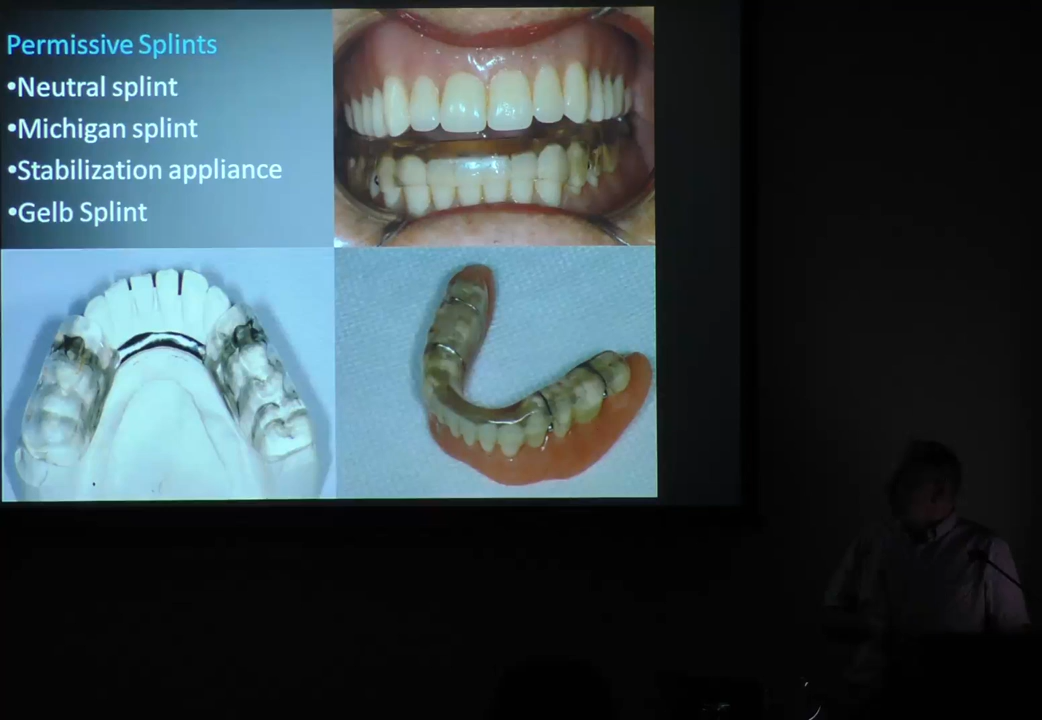 Permissive Splints
•Neutral splint
•Michigan splint
•Stabilization appliance
•Gelb Splint